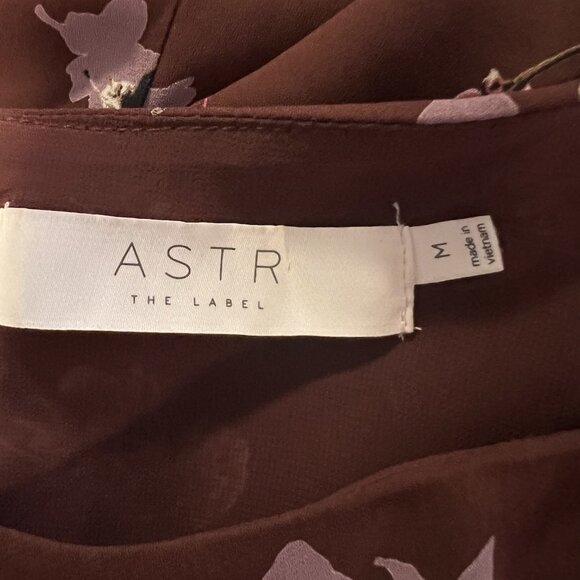 ASTR
THE LABEL
M
made in
vietnam